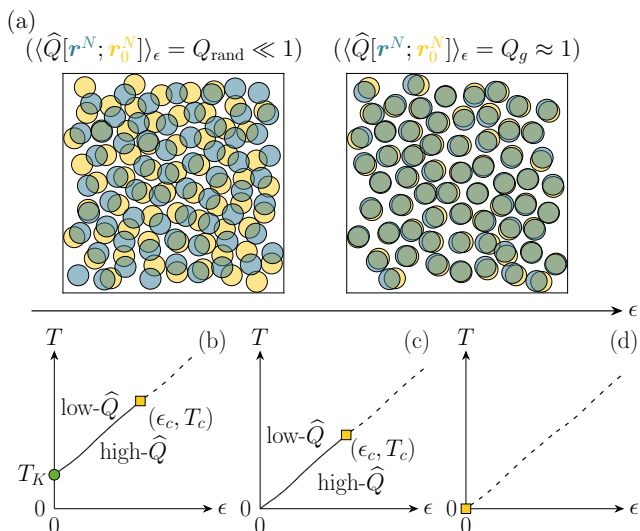 (a)
(⟨Q̂[r^N; r_0^N]⟩_ϵ = Q_rand ≪ 1) (⟨Q̂[r^N; r_0^N]⟩_ϵ = Q_g ≈ 1)
ϵ
T (b) T (c) T (d)
low-Q̂ (ϵ_c, T_c) high-Q̂ T_K 0 0 ϵ
low-Q̂ (ϵ_c, T_c) high-Q̂ 0 0 ϵ
0 0 ϵ